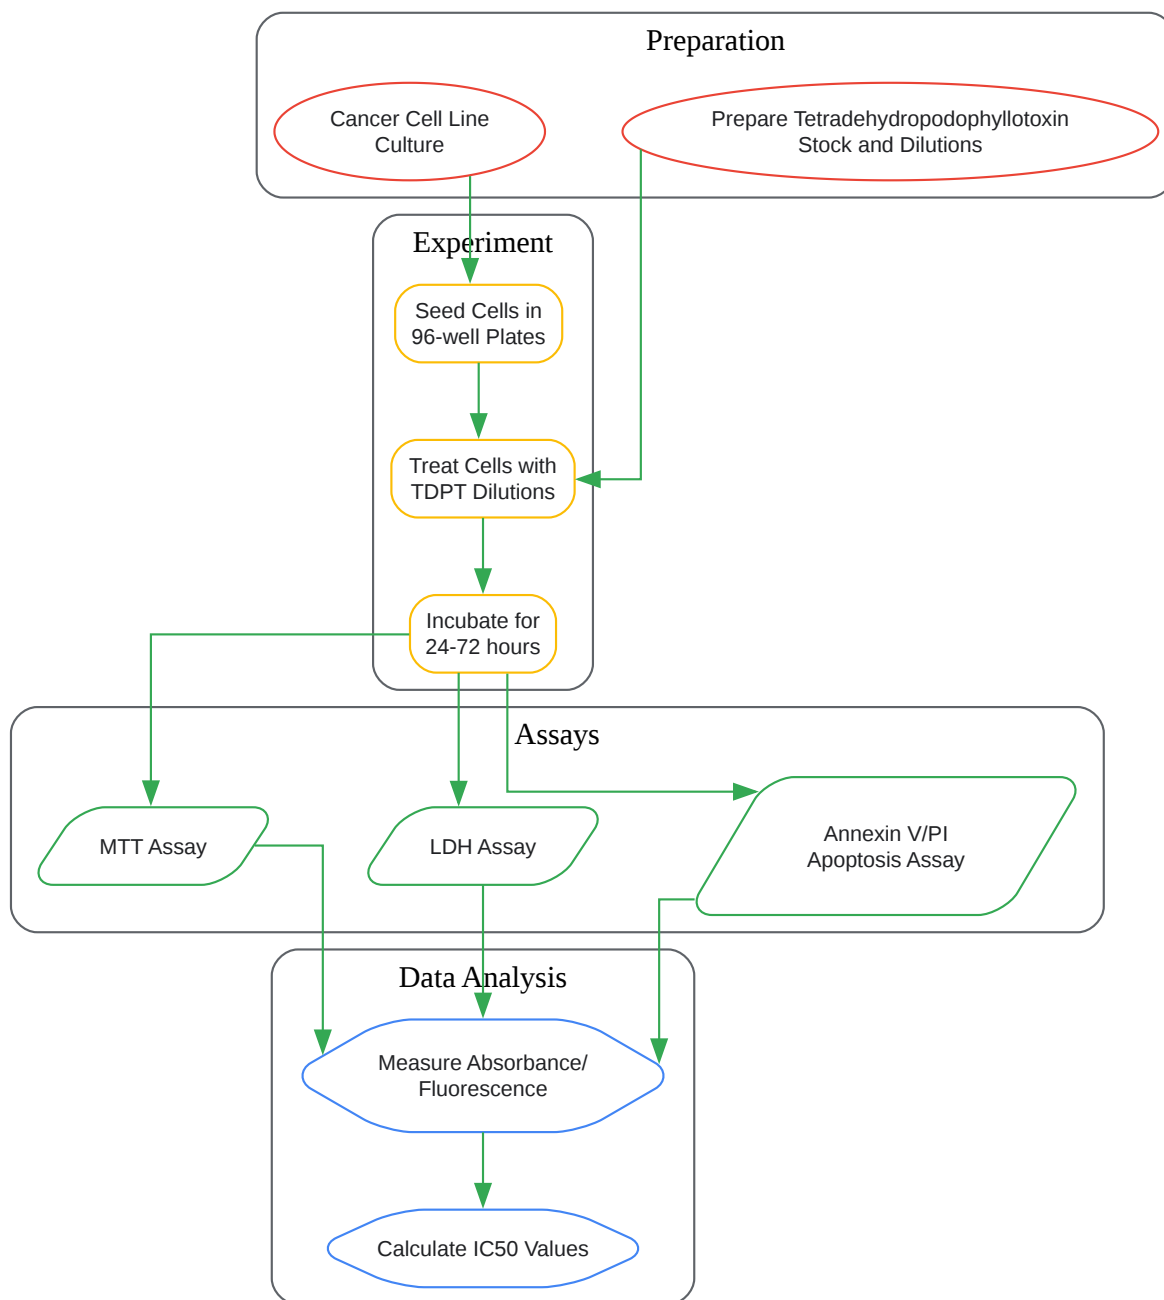 Preparation
Cancer Cell Line
Culture
Prepare Tetradehydropodophyllotoxin
Stock and Dilutions
Experiment
Seed Cells in
96-well Plates
Treat Cells with
TDPT Dilutions
Incubate for
24-72 hours
Assays
MTT Assay
LDH Assay
Annexin V/PI
Apoptosis Assay
Data Analysis
Measure Absorbance/
Fluorescence
Calculate IC50 Values